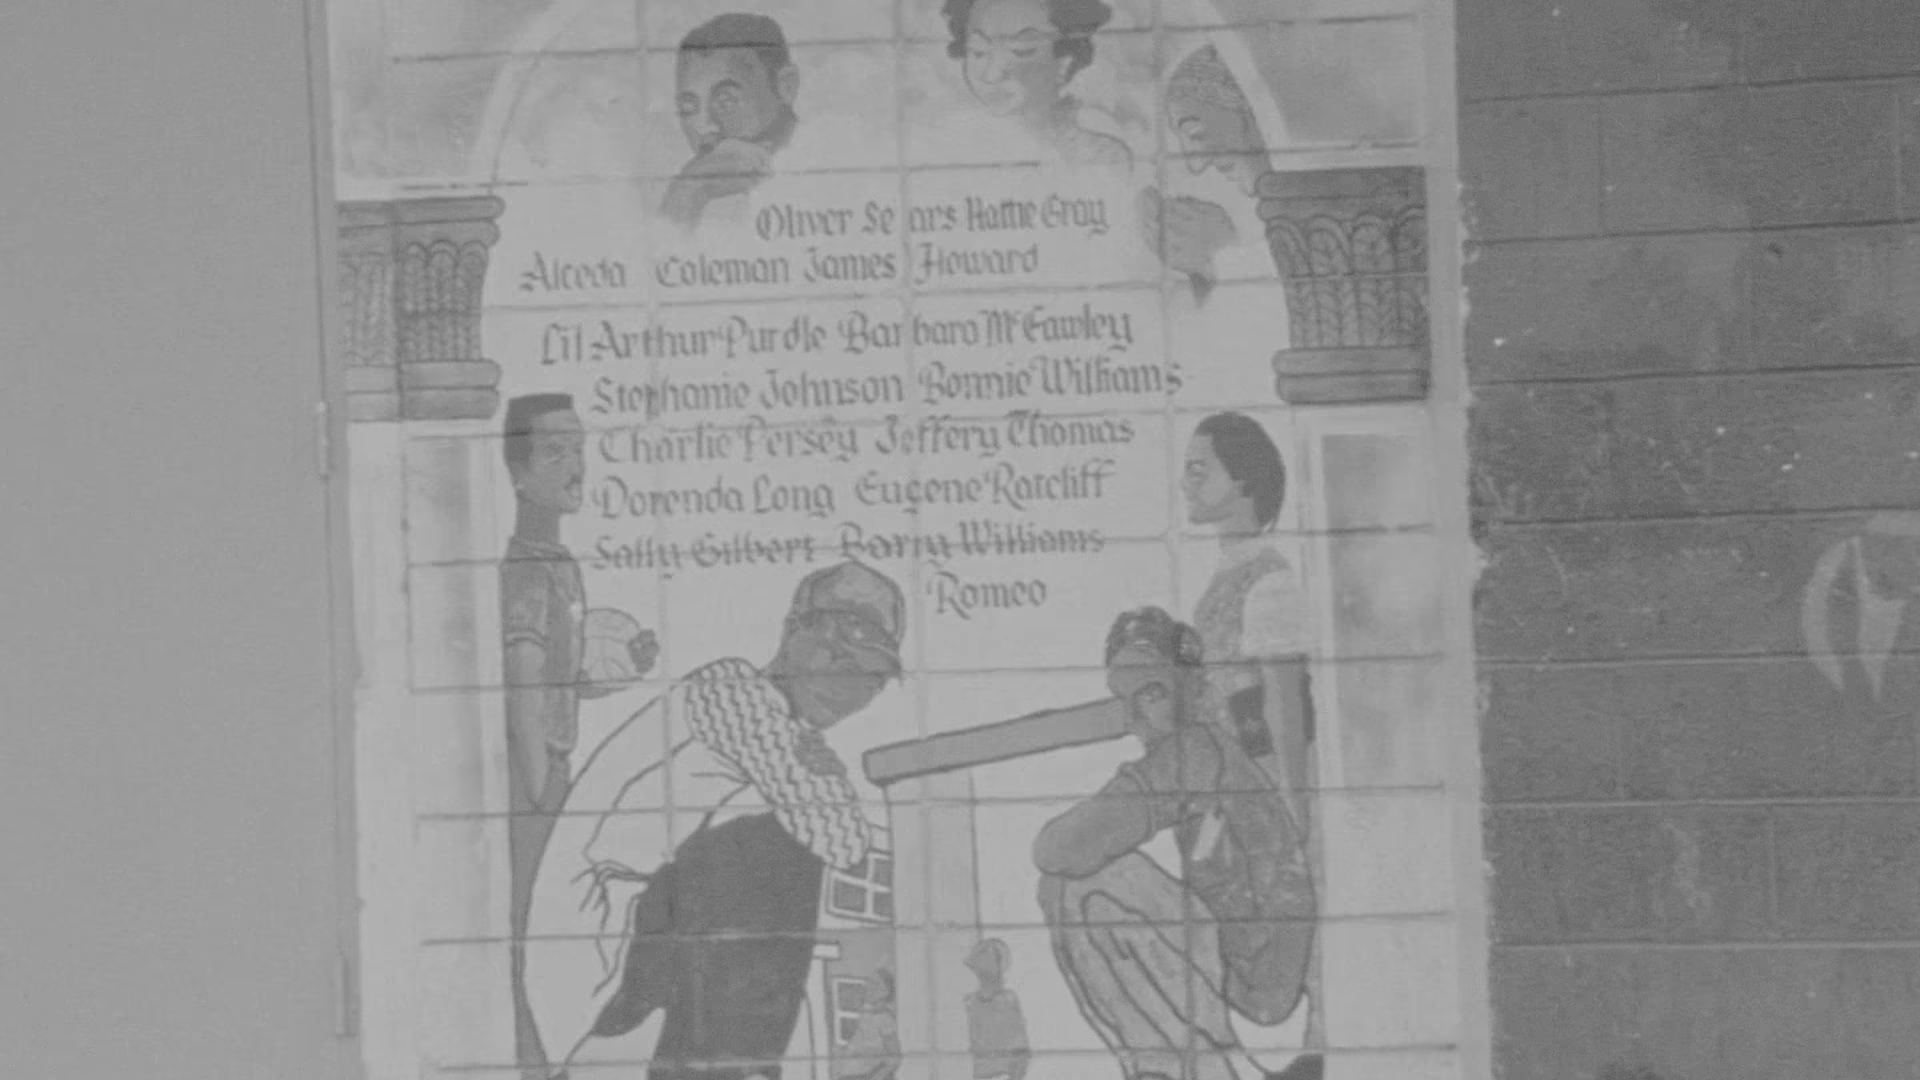 Oliver Sears Hattie Gray
Alceda Coleman James Howard
Lil Arthur Purdle Barbara McGawley
Stephanie Johnson Bonnie Williams
Charlie Persey Jeffery Thomas
Dorenda Long Eugene Ratcliff
Sally Gilbert Barry Williams
Romeo